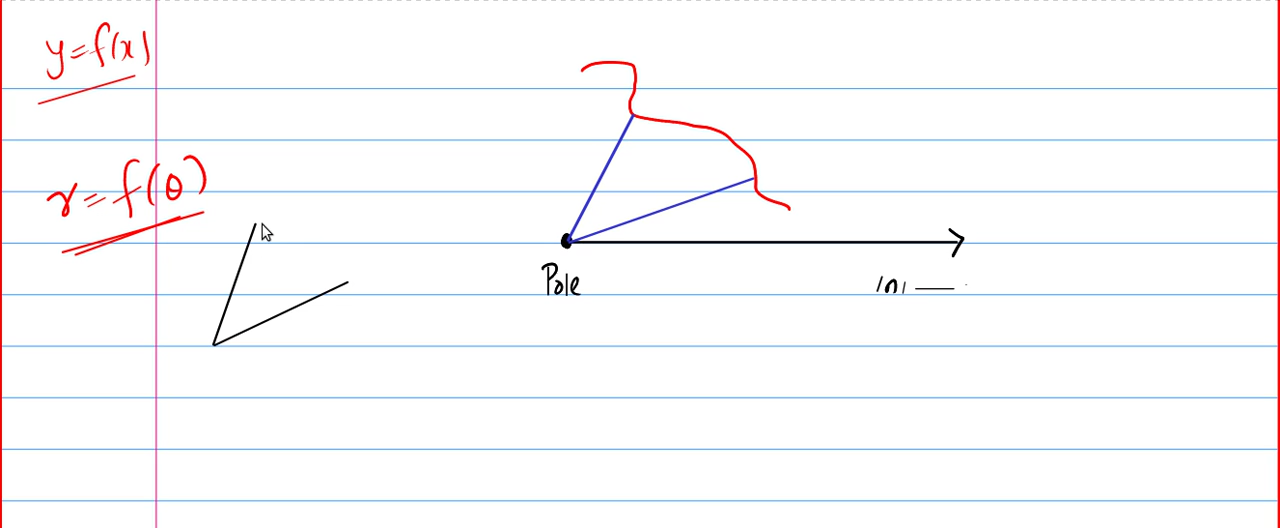 y=f(x)
r=f(θ)
Pole